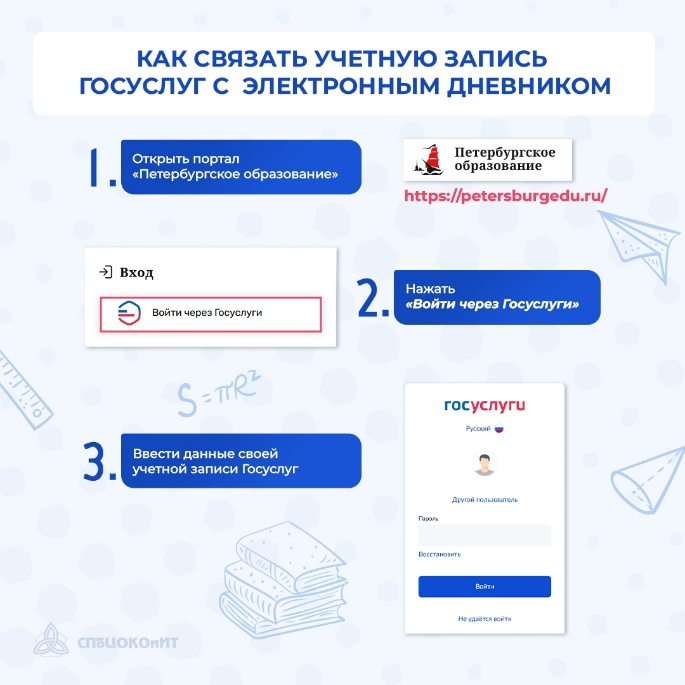 КАК СВЯЗАТЬ УЧЕТНУЮ ЗАПИСЬ
ГОСУСЛУГ С ЭЛЕКТРОННЫМ ДНЕВНИКОМ
1.
Открыть портал
«Петербургское образование»
Петербургское
образование
https://petersburgedu.ru/
Вход
Войти через Госуслуги
2.
Нажать
«Войти через Госуслуги»
S=πR²
3.
Ввести данные своей
учетной записи Госуслуг
госуслуги
Русский
Другой пользователь
Пароль
Восстановить
Войти
Не удаётся войти
СПбЦОКОиИТ